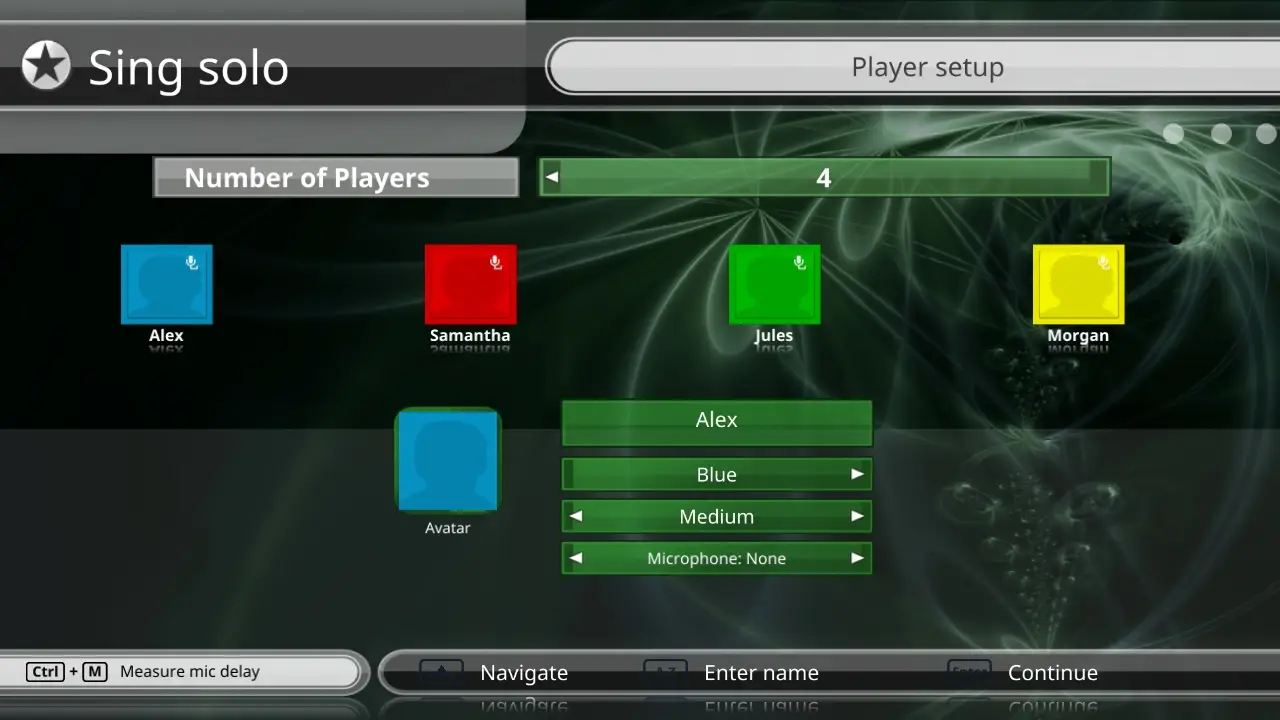 Sing solo
Player setup
Number of Players
4
Alex
Samantha
Jules
Morgan
Alex
Blue
Avatar
Medium
Microphone: None
Ctrl + M Measure mic delay
Navigate
A-Z Enter name
Enter Continue